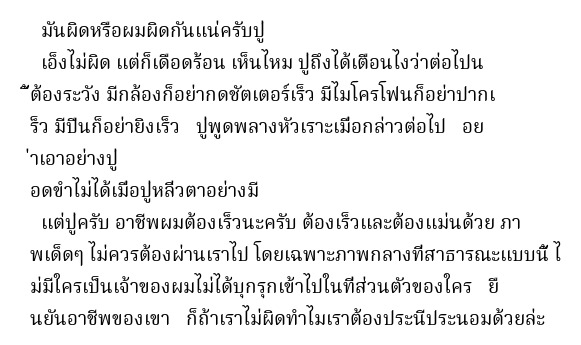 มันผิดหรือผมผิดกันแน่ครับปู
เอ็งไม่ผิด แต่ก็เดือดร้อน เห็นไหม ปูถึงได้เตือนไงว่าต่อไปน
ี้ต้องระวัง มีกล้องก็อย่ากดชัตเตอร์เร็ว มีไมโครโฟนก็อย่าปากเ
ร็ว มีปืนก็อย่ายิงเร็ว ปูพูดพลางหัวเราะเมื่อกล่าวต่อไป อย
่าเอาอย่างปู
อดขำไม่ได้เมื่อปูหลิ่วตาอย่างมี
แต่ปูครับ อาชีพผมต้องเร็วนะครับ ต้องเร็วและต้องแม่นด้วย ภา
พเด็ดๆ ไม่ควรต้องผ่านเราไป โดยเฉพาะภาพกลางที่สาธารณะแบบนี้ ไ
ม่มีใครเป็นเจ้าของผมไม่ได้บุกรุกเข้าไปในที่ส่วนตัวของใคร ยื
นยันอาชีพของเขา ก็ถ้าเราไม่ผิดทำไมเราต้องประนีประนอมด้วยล่ะ